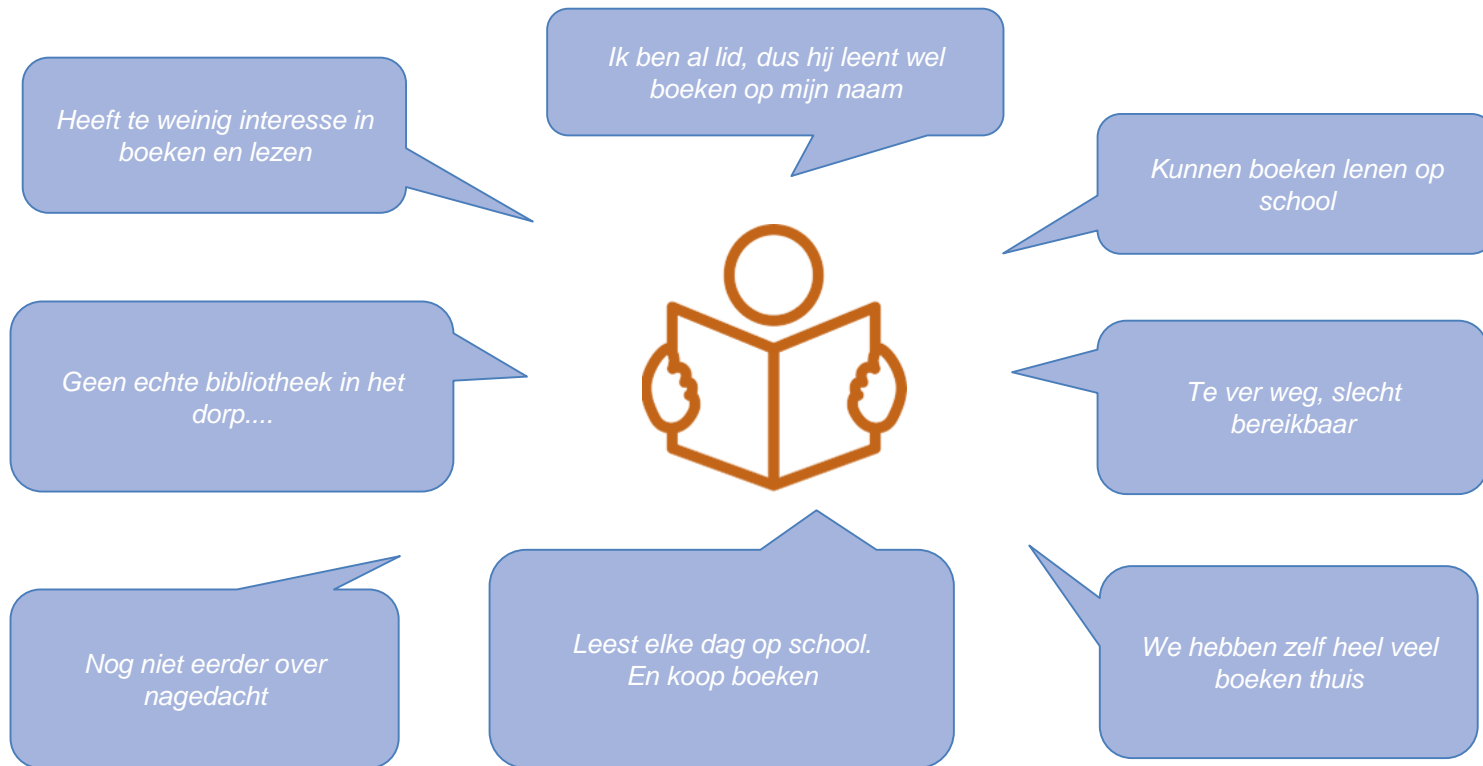 Ik ben al lid, dus hij leent wel
boeken op mijn naam
Heeft te weinig interesse in
boeken en lezen
Kunnen boeken lenen op
school
Geen echte bibliotheek in het
dorp....
Te ver weg, slecht
bereikbaar
Nog niet eerder over
nagedacht
Leest elke dag op school.
En koop boeken
We hebben zelf heel veel
boeken thuis